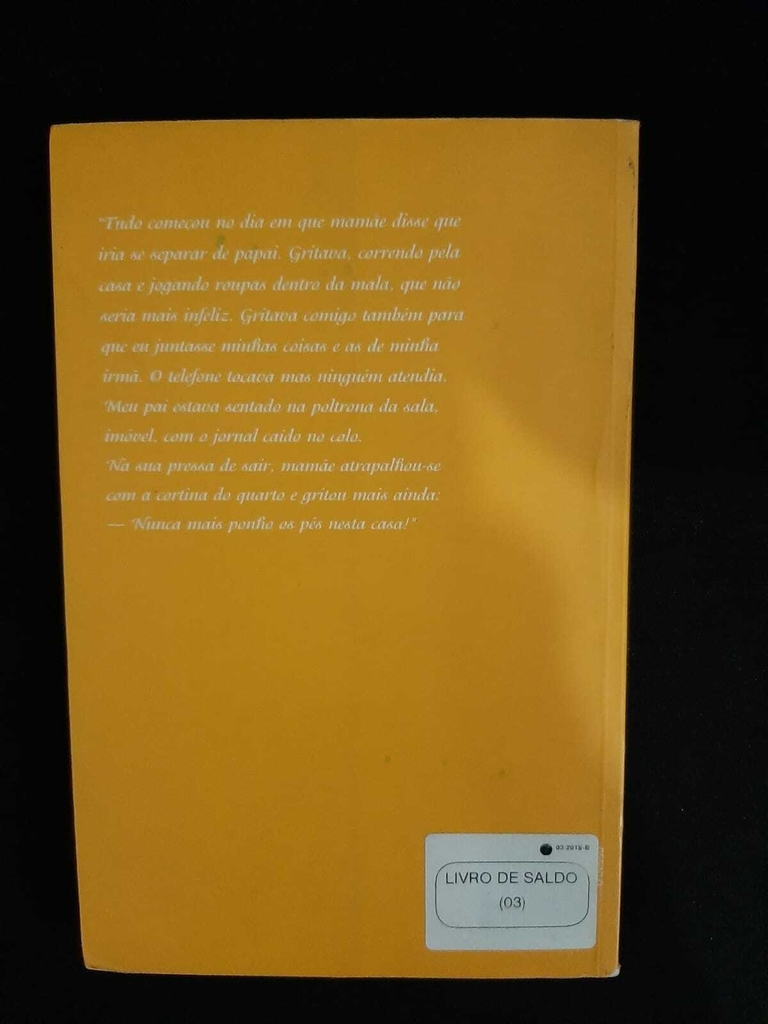 "Tudo começou no dia em que mamãe disse que
iria se separar de papai. Gritava, correndo pela
casa e jogando roupas dentro da mala, que não
seria mais infeliz. Gritava comigo também para
que eu juntasse minhas coisas e as de minha
irmã. O telefone tocava mas ninguém atendia.
Meu pai estava sentado na poltrona da sala,
imóvel, com o jornal caído no colo.
Na sua pressa de sair, mamãe atrapalhou-se
com a cortina do quarto e gritou mais ainda:
— Nunca mais ponho os pés nesta casa!"
LIVRO DE SALDO
(03)